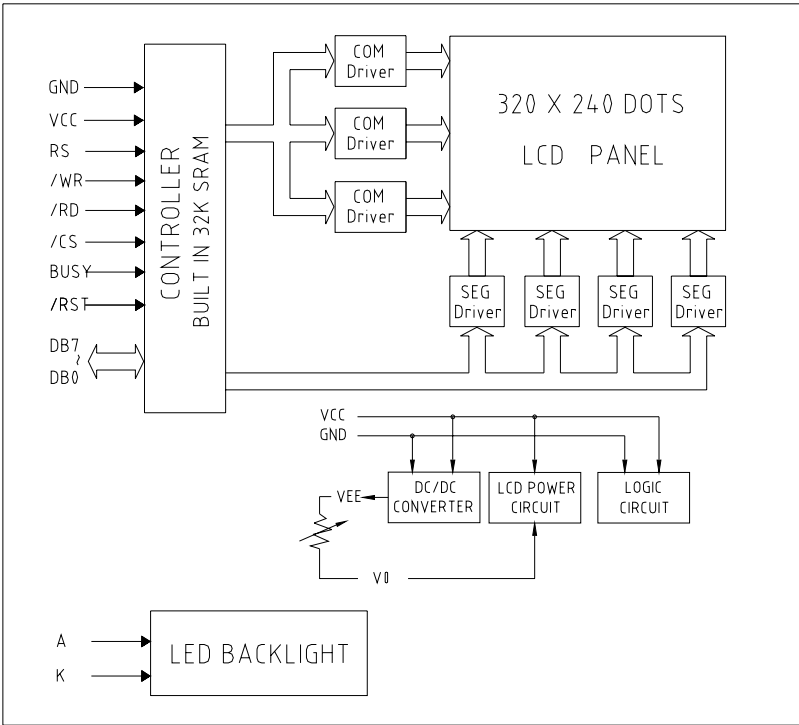 GND
VCC
RS
/WR
/RD
/CS
BUSY
/RST
DB7
~
DB0
CONTROLLER
BUILT IN 32K SRAM
COM
Driver
COM
Driver
COM
Driver
320 X 240 DOTS
LCD PANEL
SEG
Driver
SEG
Driver
SEG
Driver
SEG
Driver
VCC
GND
VEE
DC/DC
CONVERTER
LCD POWER
CIRCUIT
LOGIC
CIRCUIT
V0
A
K
LED BACKLIGHT